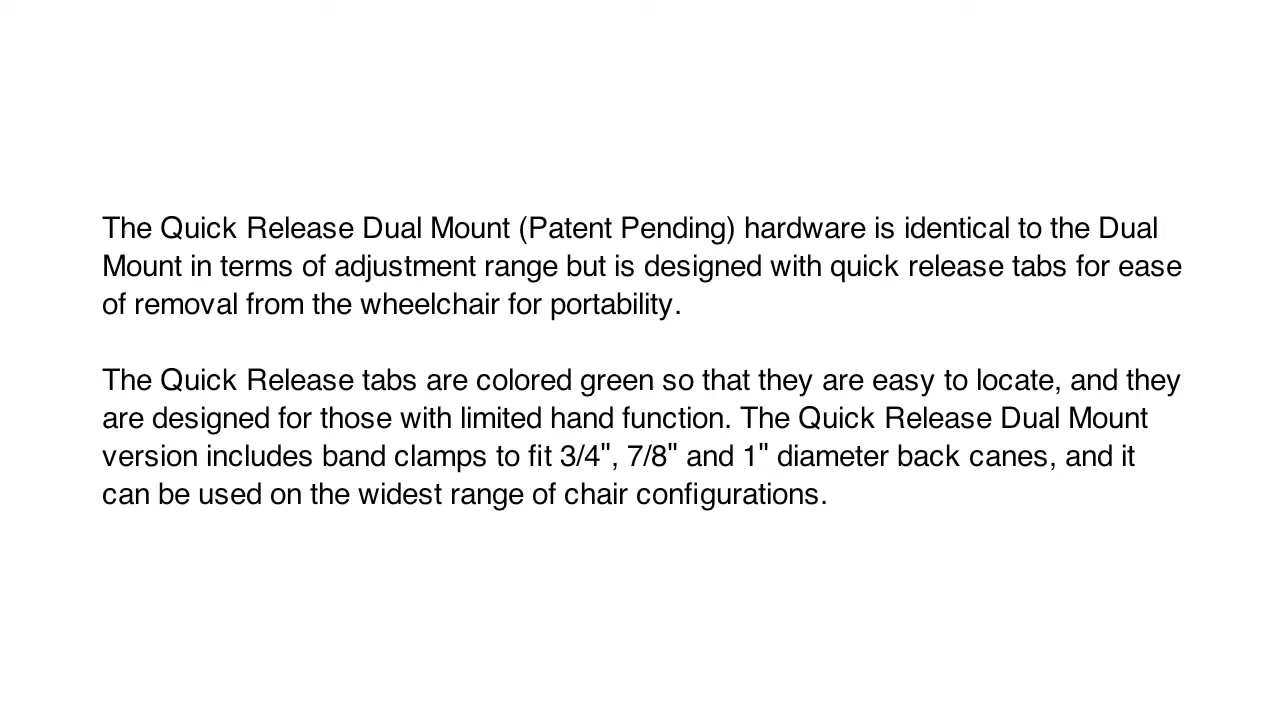 The Quick Release Dual Mount (Patent Pending) hardware is identical to the Dual
Mount in terms of adjustment range but is designed with quick release tabs for ease
of removal from the wheelchair for portability.
The Quick Release tabs are colored green so that they are easy to locate, and they
are designed for those with limited hand function. The Quick Release Dual Mount
version includes band clamps to fit 3/4", 7/8" and 1" diameter back canes, and it
can be used on the widest range of chair configurations.